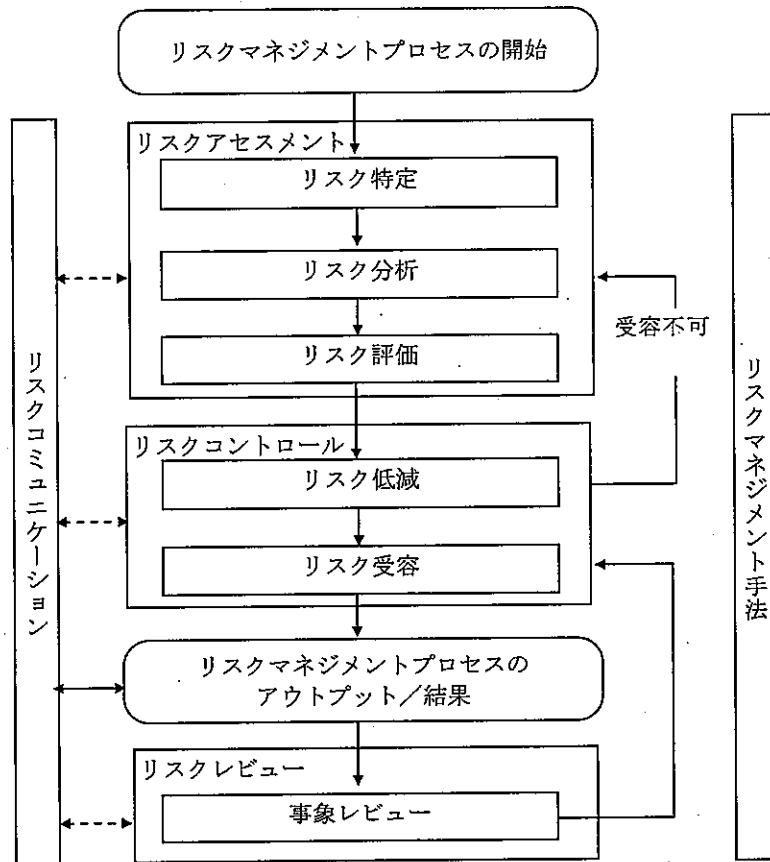 リスクマネジメントプロセスの開始
リスクアセスメント
リスク特定
リスク分析
リスク評価
受容不可
リスクコントロール
リスク低減
リスク受容
リスクマネジメントプロセスの
アウトプット／結果
リスクレビュー
事象レビュー
リスクコミュニケーション
リスクマネジメント手法